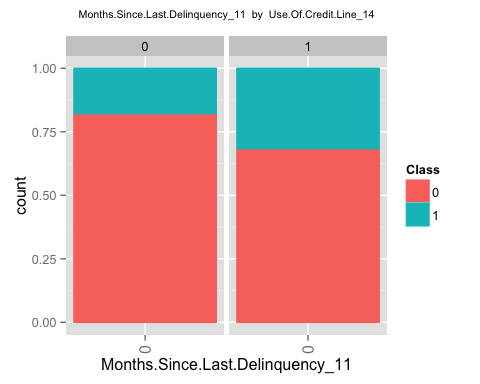 Months.Since.Last.Delinquency_11 by Use.Of.Credit.Line_14
0 1
1.00
0.75
0.50
0.25
0.00
count
0 0
Months.Since.Last.Delinquency_11
Class
0
1